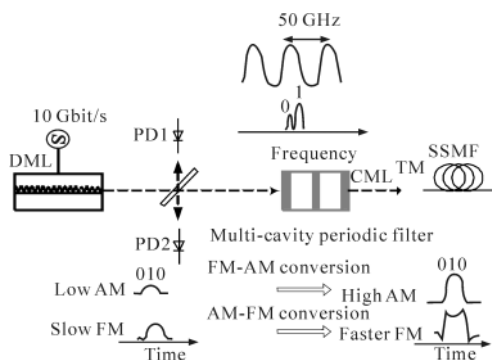 50 GHz
0 1
10 Gbit/s
S
DML
PD1
Frequency
CML
TM
SSMF
PD2
Multi-cavity periodic filter
010
Low AM
FM-AM conversion
010
High AM
Slow FM
AM-FM conversion
Faster FM
Time
Time